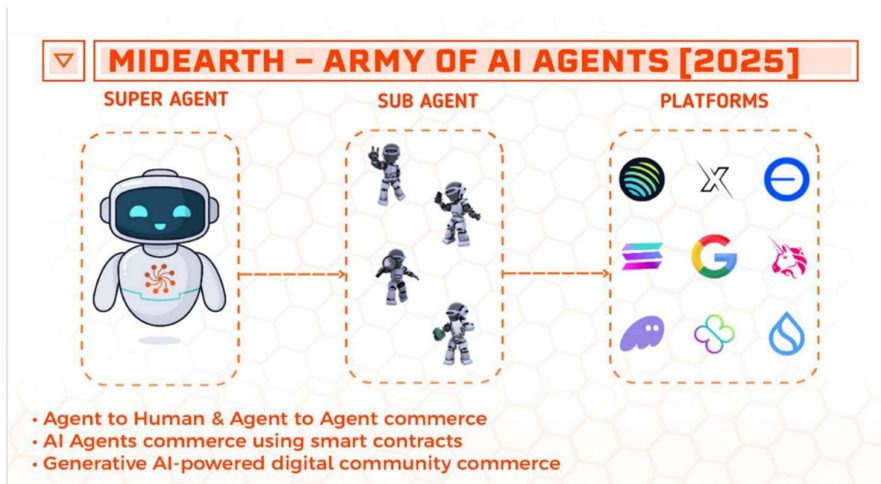 MIDEARTH – ARMY OF AI AGENTS [2025]
SUPER AGENT
SUB AGENT
PLATFORMS
• Agent to Human & Agent to Agent commerce
• AI Agents commerce using smart contracts
• Generative AI-powered digital community commerce